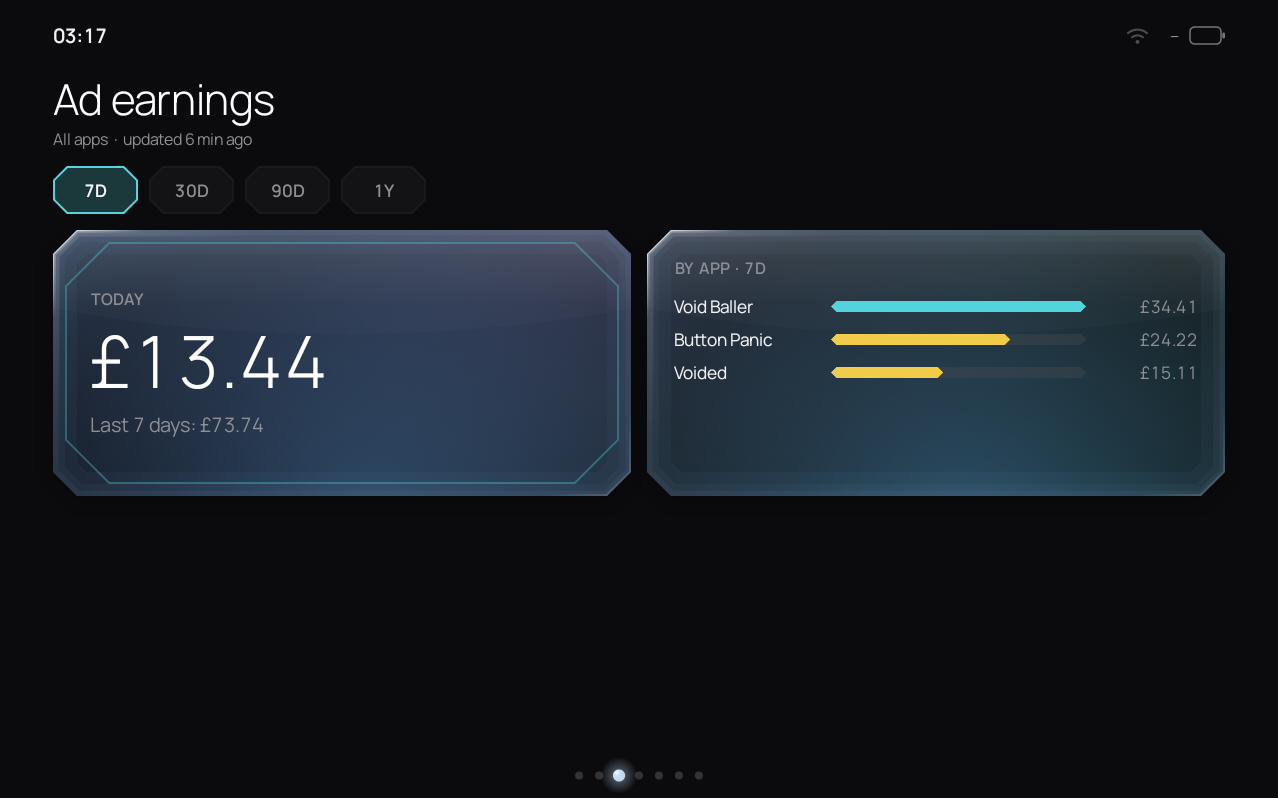 03:17
–
Ad earnings
All apps · updated 6 min ago
7D 30D 90D 1Y
TODAY
£13.44
Last 7 days: £73.74
BY APP · 7D
Void Baller £34.41
Button Panic £24.22
Voided £15.11